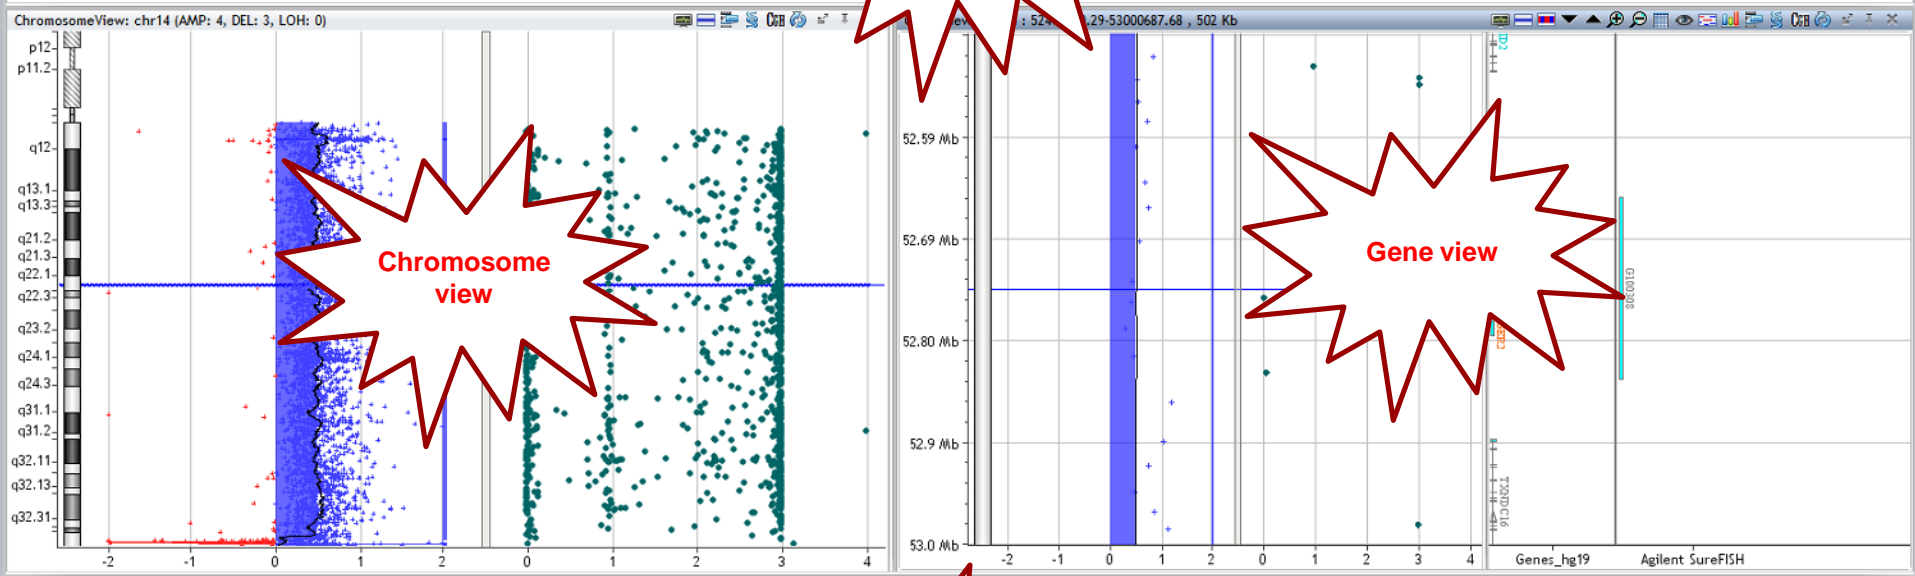 ChromosomeView: chr14 (AMP: 4, DEL: 3, LOH: 0)
CGH
.29-53000687.68 , 502 Kb
CGH
p12
p11.2
q12
q13.1
q13.3
q21.2
q21.3
q22.1
q22.3
q23.2
q24.1
q24.3
q31.1
q31.2
q32.11
q32.13
q32.31
-2
-1
0
1
2
0
1
2
3
4
Chromosome
view
52.59 Mb
52.69 Mb
52.80 Mb
52.9 Mb
53.0 Mb
-2
-1
0
1
2
0
1
2
3
4
Gene view
TXNDC16
G100308
Genes_hg19
Agilent SureFISH